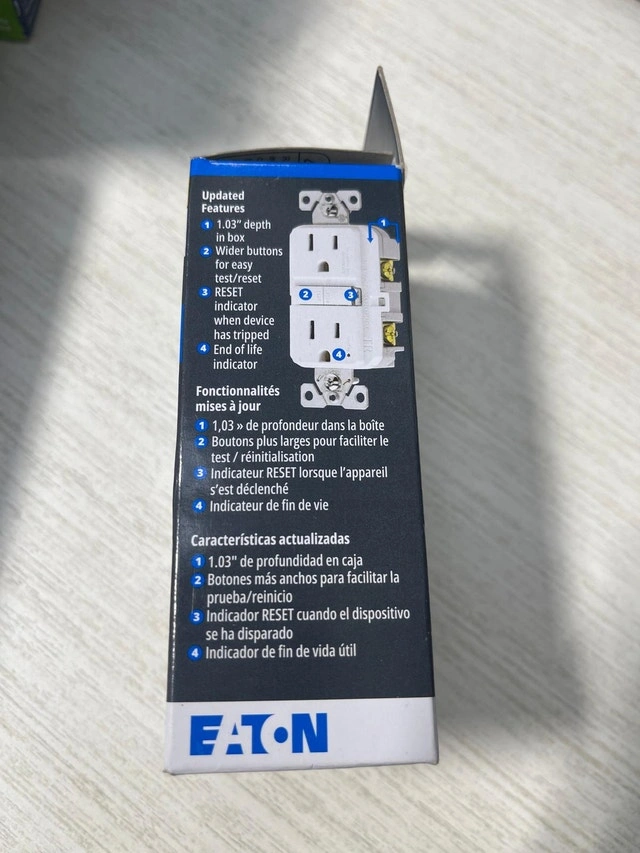 Updated
Features
1 1.03" depth
in box
2 Wider buttons
for easy
test/reset
3 RESET
indicator
when device
has tripped
4 End of life
indicator
1
2
3
4
Fonctionnalités
mises à jour
1 1,03 » de profondeur dans la boîte
2 Boutons plus larges pour faciliter le
test / réinitialisation
3 Indicateur RESET lorsque l'appareil
s'est déclenché
4 Indicateur de fin de vie
Características actualizadas
1 1.03" de profundidad en caja
2 Botones más anchos para facilitar la
prueba/reinicio
3 Indicador RESET cuando el dispositivo
se ha disparado
4 Indicador de fin de vida útil
EATON